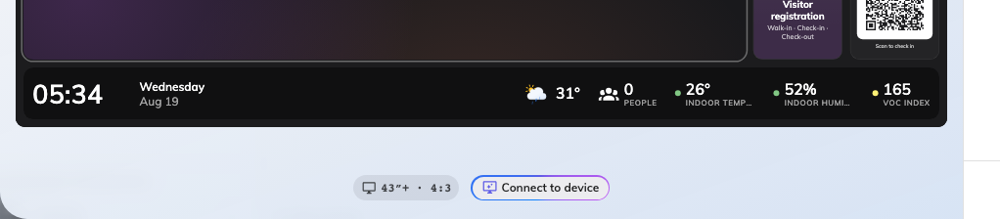 Visitor
registration
Walk-in · Check-in ·
Check-out
Scan to check in
05:34
Wednesday
Aug 19
31°
0
PEOPLE
26°
INDOOR TEMP…
52%
INDOOR HUMI…
165
VOC INDEX
43″+ · 4:3
Connect to device